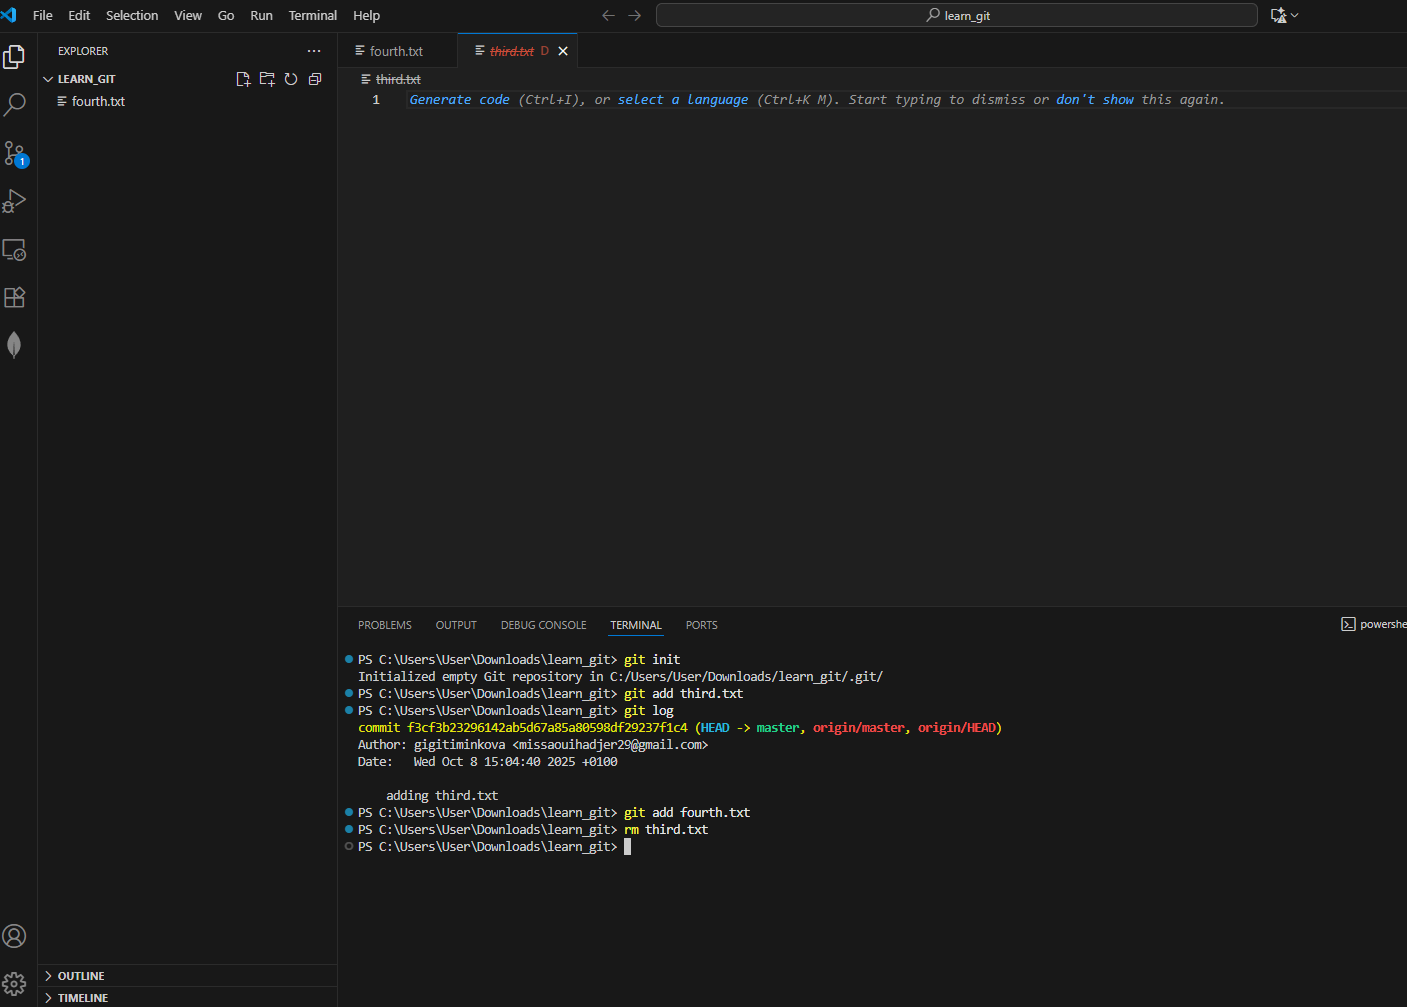 File Edit Selection View Go Run Terminal Help
learn_git
EXPLORER
LEARN_GIT
fourth.txt
1
fourth.txt
third.txt D
third.txt
1 Generate code (Ctrl+I), or select a language (Ctrl+K M). Start typing to dismiss or don't show this again.
PROBLEMS OUTPUT DEBUG CONSOLE TERMINAL PORTS
powershe
PS C:\Users\User\Downloads\learn_git> git init
Initialized empty Git repository in C:/Users/User/Downloads/learn_git/.git/
PS C:\Users\User\Downloads\learn_git> git add third.txt
PS C:\Users\User\Downloads\learn_git> git log
commit f3cf3b23296142ab5d67a85a80598df29237f1c4 (HEAD -> master, origin/master, origin/HEAD)
Author: gigitiminkova <missaouihadjer29@gmail.com>
Date:   Wed Oct 8 15:04:40 2025 +0100
adding third.txt
PS C:\Users\User\Downloads\learn_git> git add fourth.txt
PS C:\Users\User\Downloads\learn_git> rm third.txt
PS C:\Users\User\Downloads\learn_git>
OUTLINE
TIMELINE